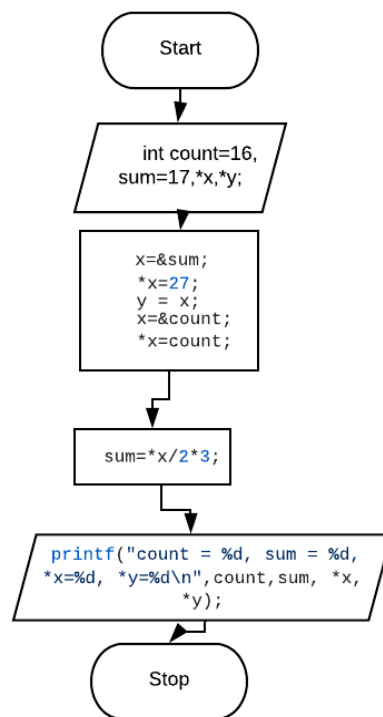 Start
int count=16,
sum=17,*x,*y;
x=&sum;
*x=27;
y = x;
x=&count;
*x=count;
sum=*x/2*3;
printf("count = %d, sum = %d,
*x=%d, *y=%d\n",count,sum, *x,
*y);
Stop